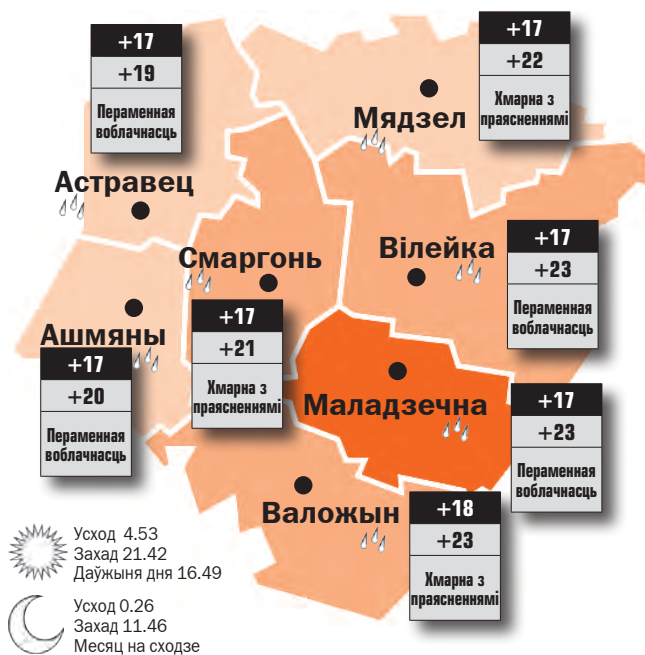 +17
+19
Пераменная
воблачнасць
Астравец
+17
+22
Хмарна з
праясненнямі
Мядзел
Смаргонь
+17
+21
Хмарна з
праясненнямі
Вілейка
+17
+23
Пераменная
воблачнасць
Ашмяны
+17
+20
Пераменная
воблачнасць
Маладзечна
+17
+23
Пераменная
воблачнасць
Валожын
+18
+23
Хмарна з
праясненнямі
Усход 4.53
Захад 21.42
Даўжыня дня 16.49
Усход 0.26
Захад 11.46
Месяц на сходзе